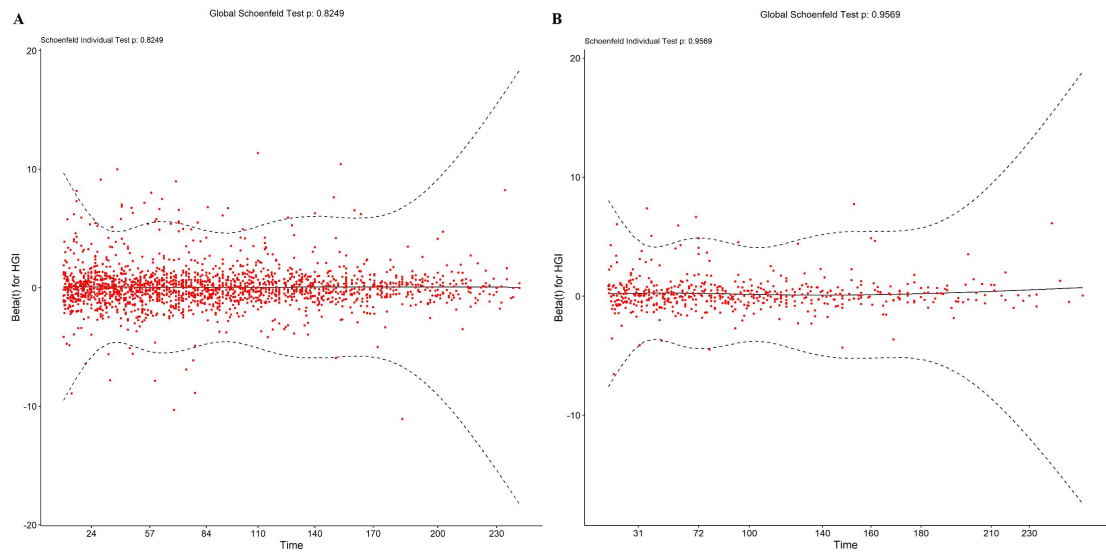 A
Global Schoenfeld Test p: 0.8249
Schoenfeld Individual Test p: 0.8249
20
10
0
-10
-20
Beta(t) for HGI
24 57 84 110 140 160 200 230
Time
B
Global Schoenfeld Test p: 0.9569
Schoenfeld Individual Test p: 0.9569
20
10
0
-10
Beta(t) for HGI
31 72 100 140 160 190 210 230
Time